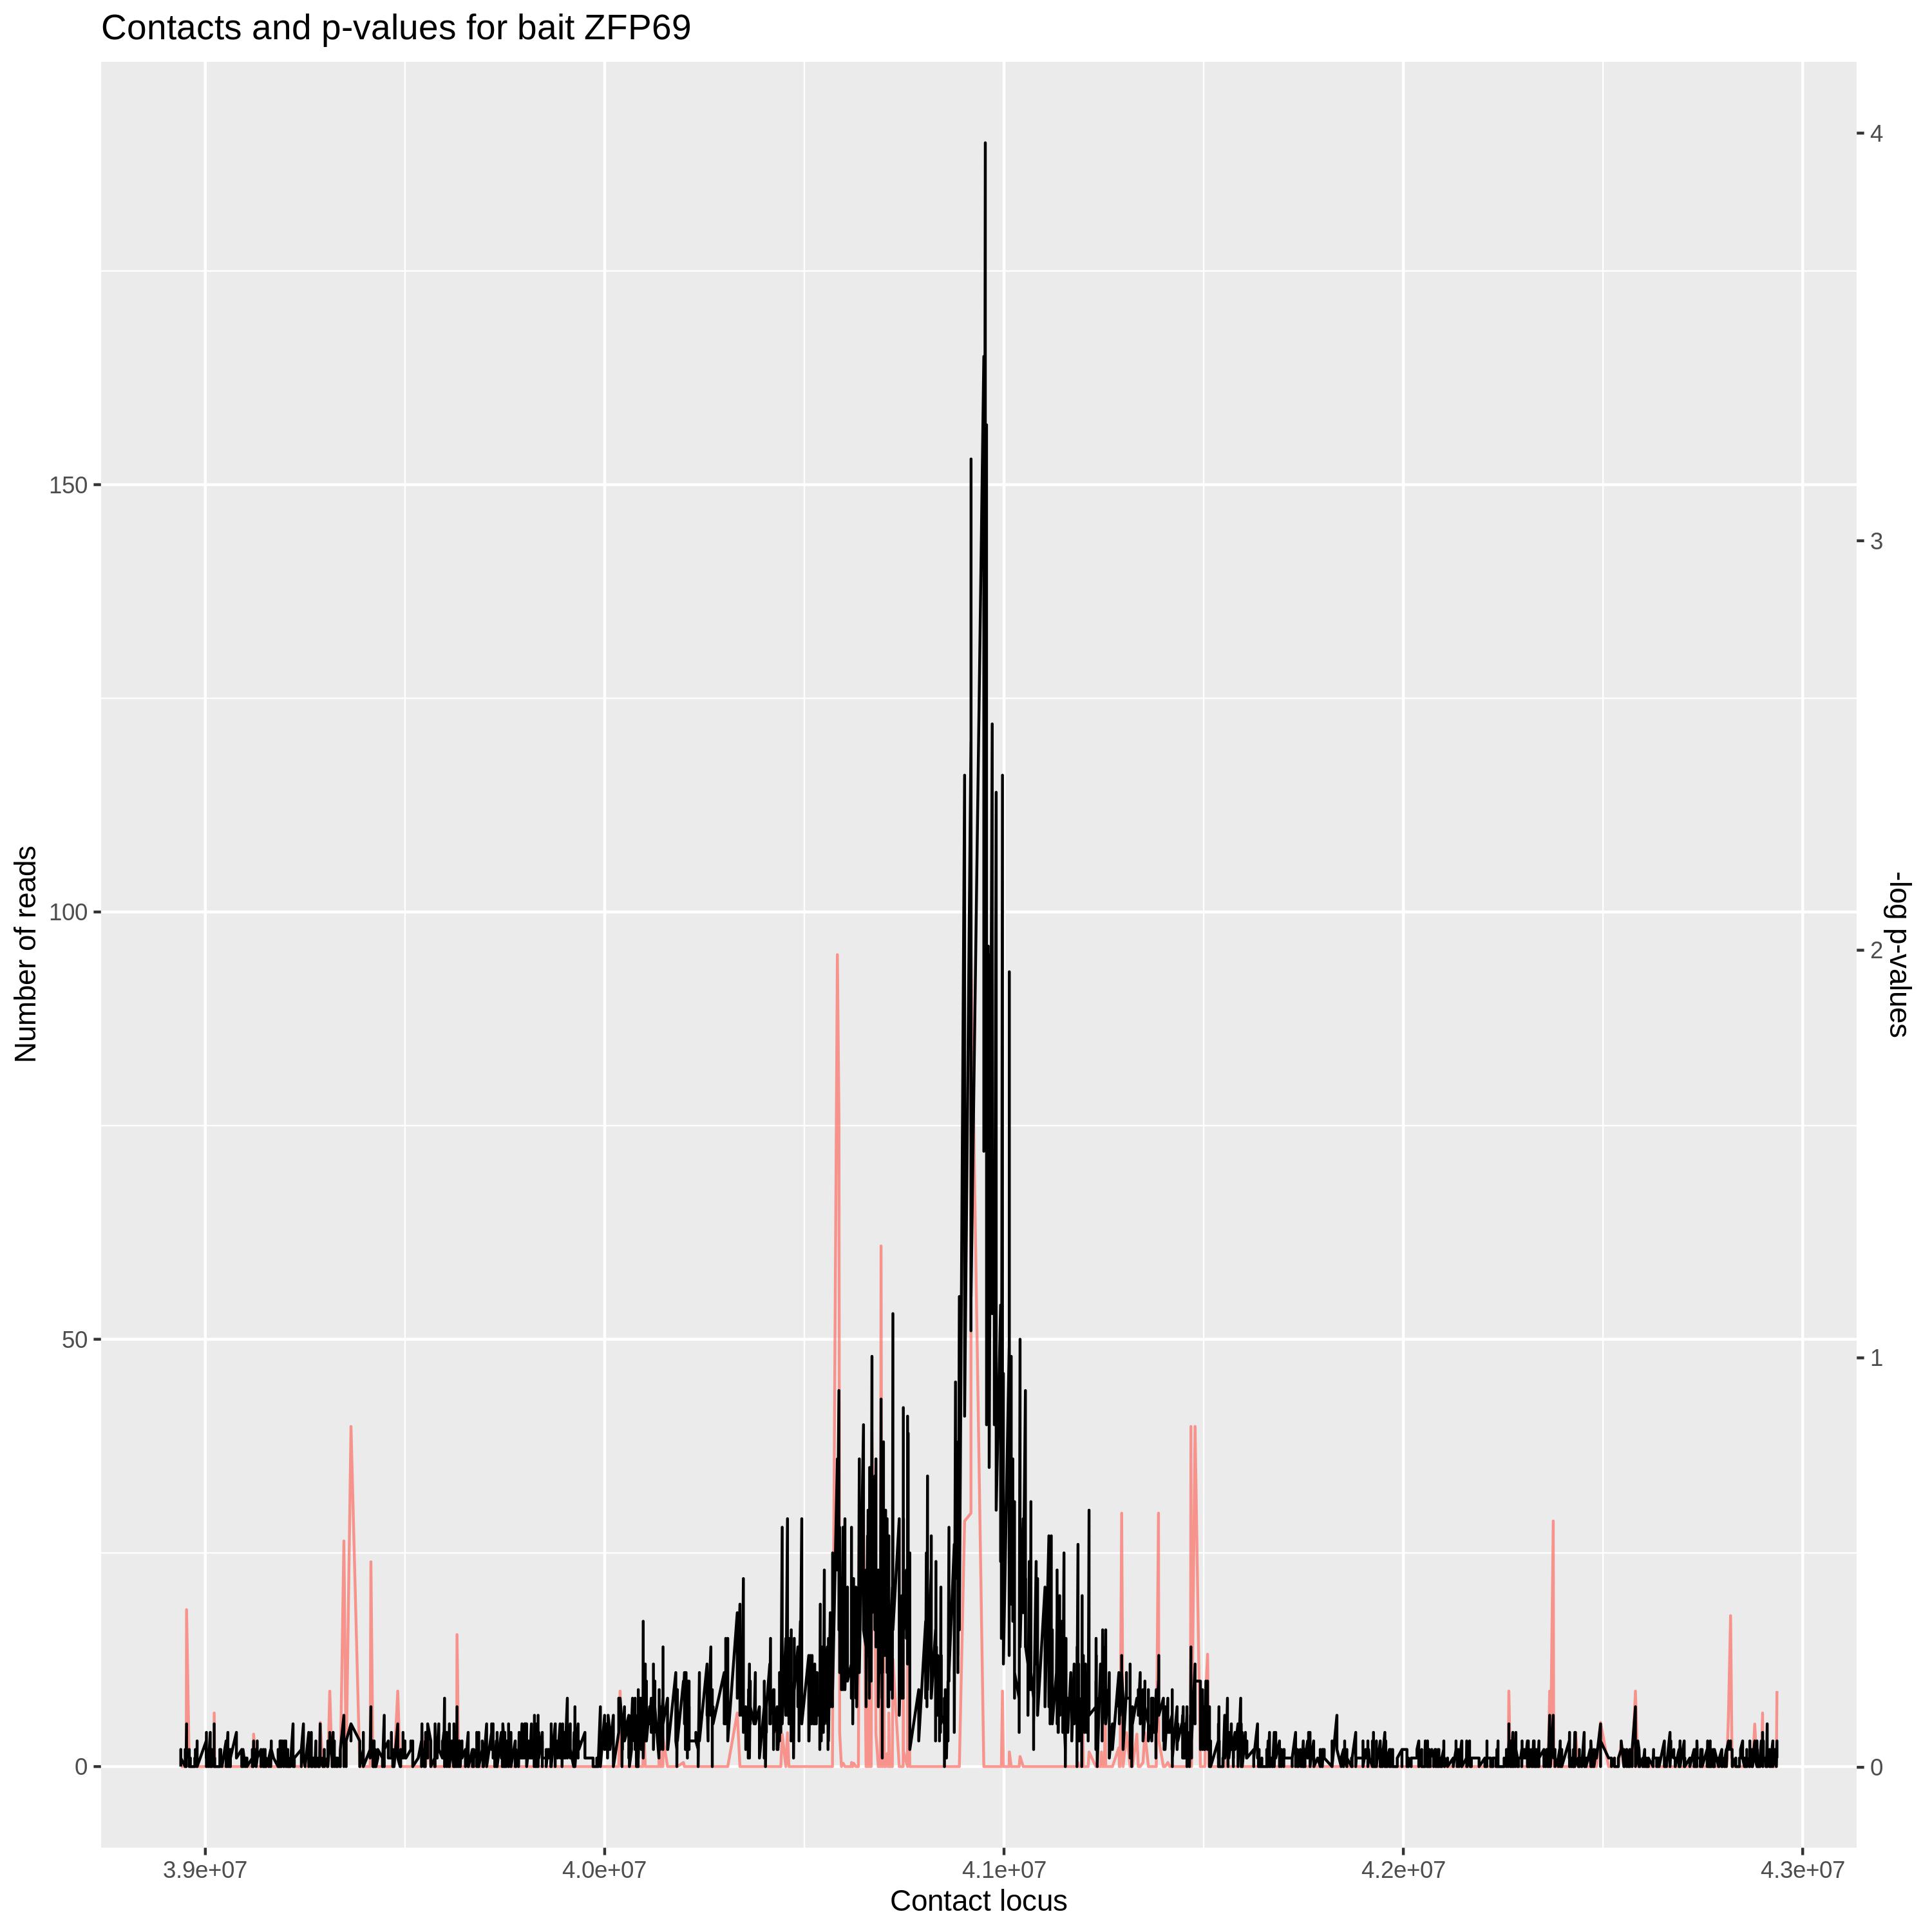 Contacts and p-values for bait ZFP69
Number of reads
150
100
50
0
4
3
2
1
0
-log p-values
3.9e+07
4.0e+07
4.1e+07
4.2e+07
4.3e+07
Contact locus